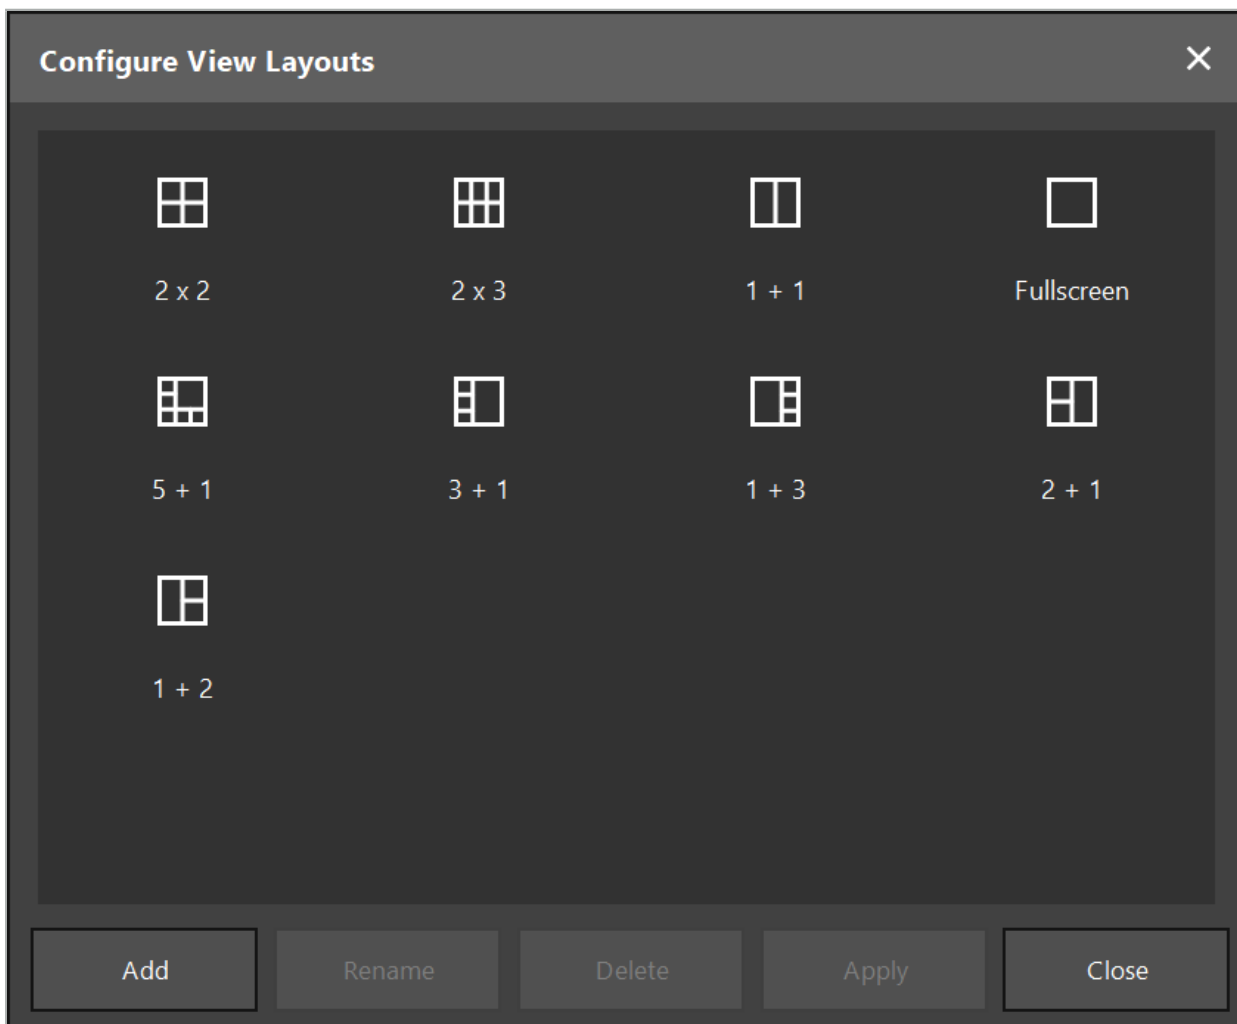 Configure View Layouts
2 x 2
2 x 3
1 + 1
Fullscreen
5 + 1
3 + 1
1 + 3
2 + 1
1 + 2
Add
Rename
Delete
Apply
Close